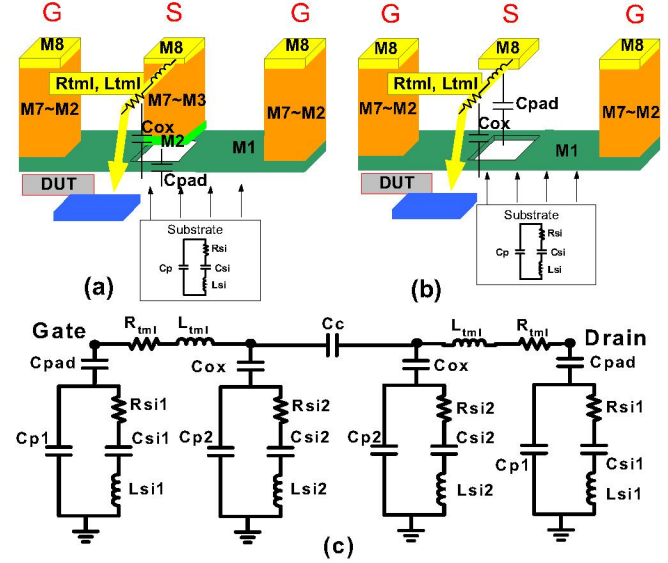 G S G
M8 M8 M8
Rtml, Ltml
M7~M2 M7~M3 M7~M2
Cox
M2
M1
Cpad
DUT
Substrate
Rsi
Cp Csi
Lsi
(a)
G S G
M8 M8 M8
Rtml, Ltml
M7~M2 M7~M2
Cpad
Cox
M1
DUT
Substrate
Rsi
Cp Csi
Lsi
(b)
Gate Rtml Ltml Cc Ltml Rtml Drain
Cpad Cox Cox Cpad
Rsi1 Rsi2 Rsi2 Rsi1
Cp1 Csi1 Cp2 Csi2 Cp2 Csi2 Cp1 Csi1
Lsi1 Lsi2 Lsi2 Lsi1
(c)